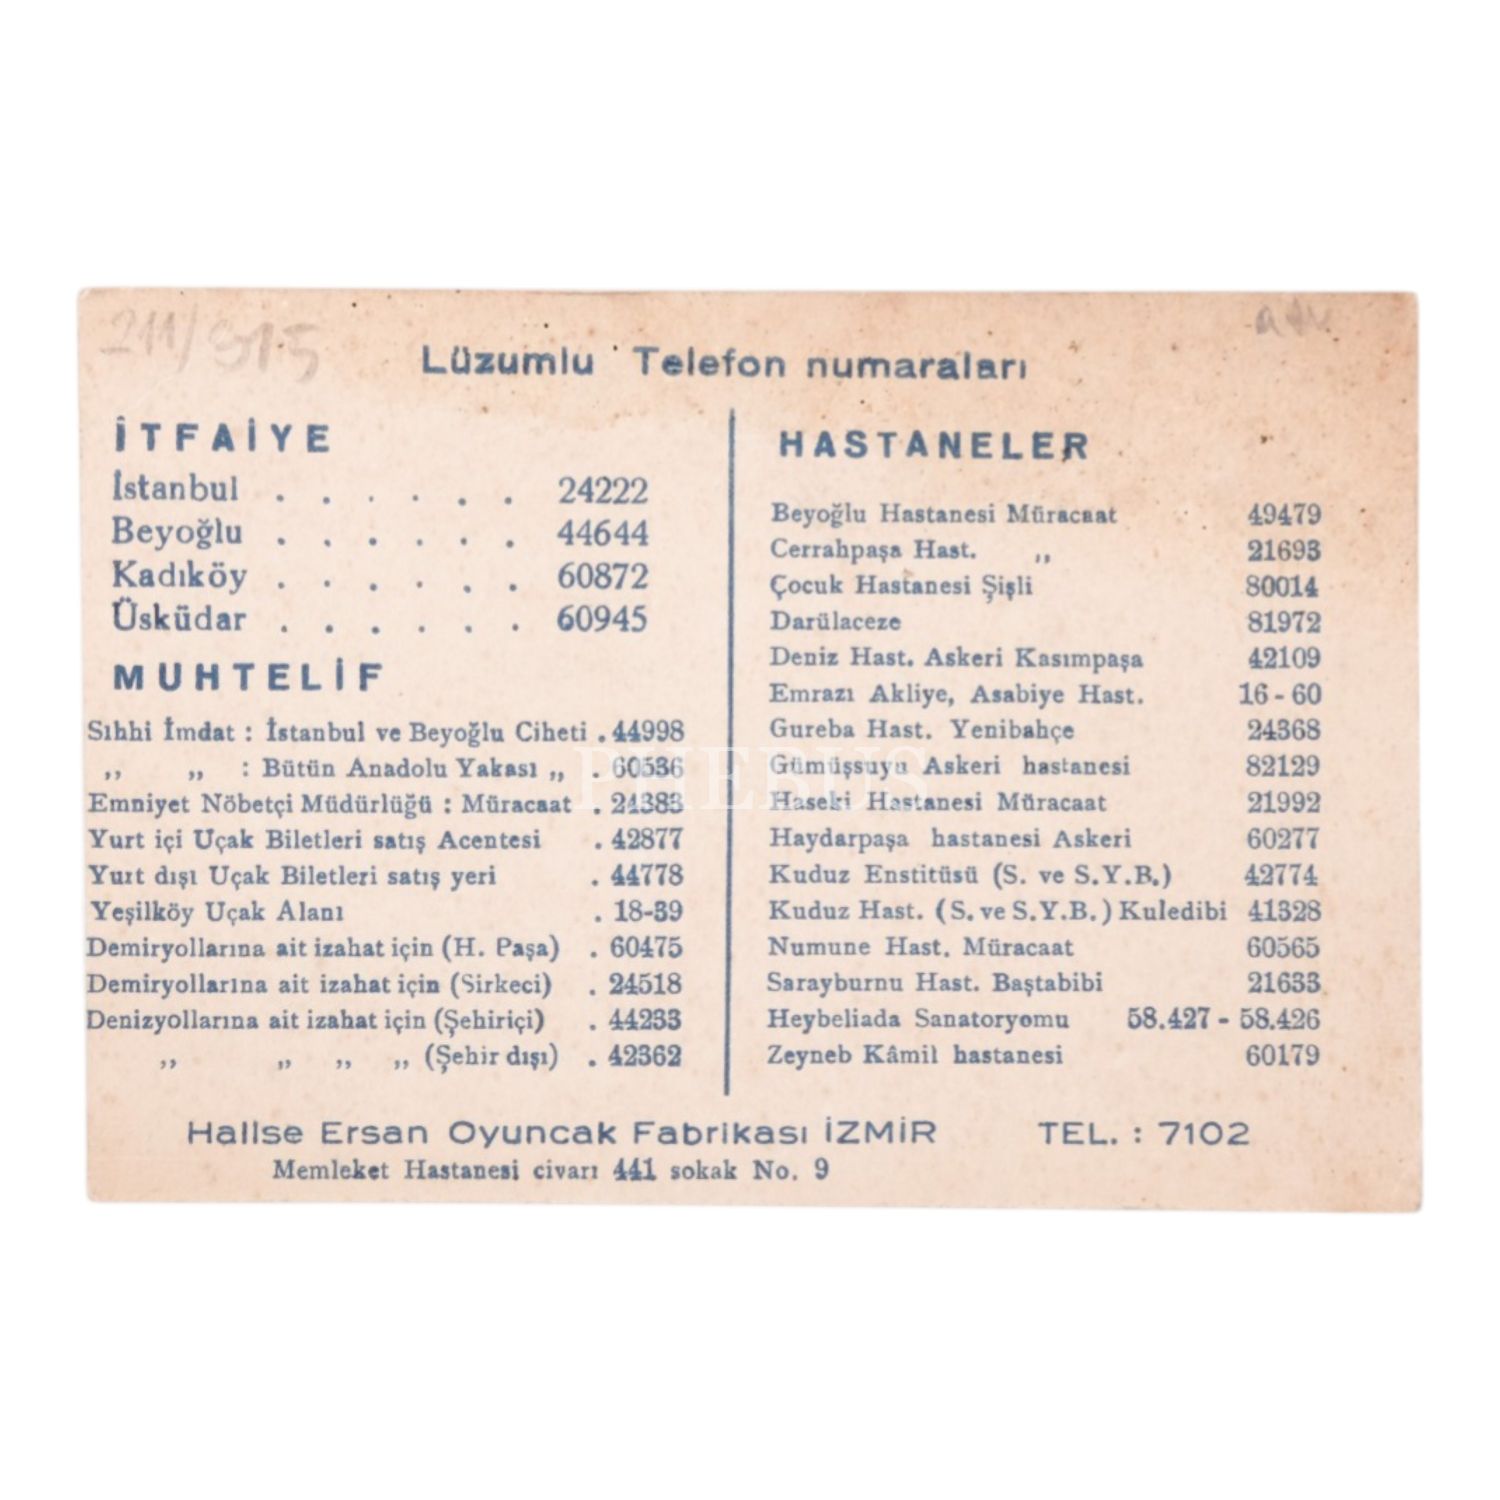 211/315
Lüzumlu Telefon numaraları
İTFAİYE
İstanbul . . . . . . 24222
Beyoğlu . . . . . . 44644
Kadıköy . . . . . . 60872
Üsküdar . . . . . . 60945
MUHTELİF
Sıhhi İmdat : İstanbul ve Beyoğlu Ciheti . 44998
,, ,, : Bütün Anadolu Yakası ,, . 60536
Emniyet Nöbetçi Müdürlüğü : Müracaat . 24383
Yurt içi Uçak Biletleri satış Acentesi . 42877
Yurt dışı Uçak Biletleri satış yeri . 44778
Yeşilköy Uçak Alanı . 18-39
Demiryollarına ait izahat için (H. Paşa) . 60475
Demiryollarına ait izahat için (Sirkeci) . 24518
Denizyollarına ait izahat için (Şehiriçi) . 44233
,, ,, ,, ,, (Şehir dışı) . 42362
HASTANELER
Beyoğlu Hastanesi Müracaat 49479
Cerrahpaşa Hast. ,, 21693
Çocuk Hastanesi Şişli 80014
Darülaceze 81972
Deniz Hast. Askeri Kasımpaşa 42109
Emrazı Akliye, Asabiye Hast. 16 - 60
Gureba Hast. Yenibahçe 24368
Gümüşsuyu Askeri hastanesi 82129
Haseki Hastanesi Müracaat 21992
Haydarpaşa hastanesi Askeri 60277
Kuduz Enstitüsü (S. ve S.Y.B.) 42774
Kuduz Hast. (S. ve S.Y.B.) Kuledibi 41328
Numune Hast. Müracaat 60565
Sarayburnu Hast. Baştabibi 21633
Heybeliada Sanatoryomu 58.427 - 58.426
Zeyneb Kâmil hastanesi 60179
Halise Ersan Oyuncak Fabrikası İZMİR TEL. : 7102
Memleket Hastanesi civarı 441 sokak No. 9
PHEBUS